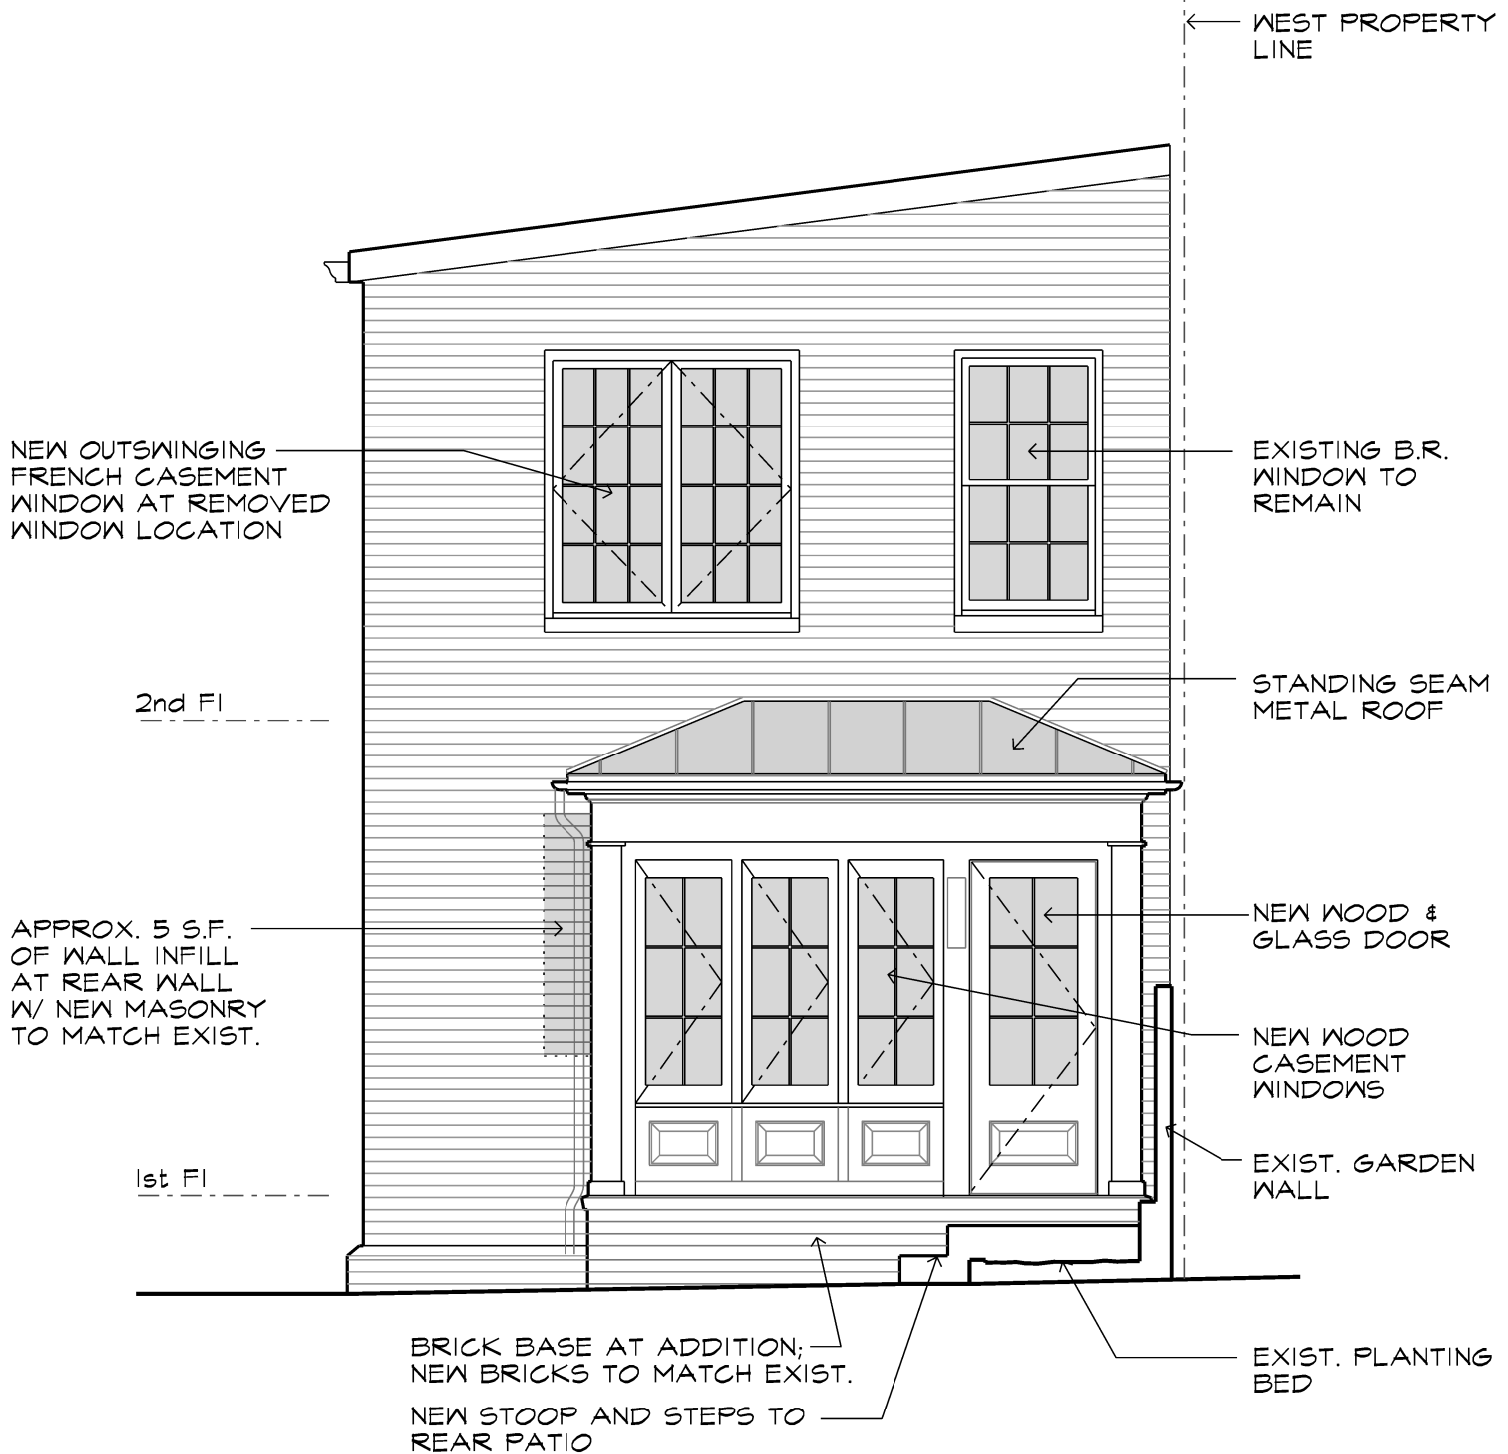 WEST PROPERTY
LINE
NEW OUTSWINGING
FRENCH CASEMENT
WINDOW AT REMOVED
WINDOW LOCATION
EXISTING B.R.
WINDOW TO
REMAIN
2nd Fl
STANDING SEAM
METAL ROOF
APPROX. 5 S.F.
OF WALL INFILL
AT REAR WALL
W/ NEW MASONRY
TO MATCH EXIST.
NEW WOOD &
GLASS DOOR
NEW WOOD
CASEMENT
WINDOWS
1st Fl
EXIST. GARDEN
WALL
BRICK BASE AT ADDITION;
NEW BRICKS TO MATCH EXIST.
NEW STOOP AND STEPS TO
REAR PATIO
EXIST. PLANTING
BED